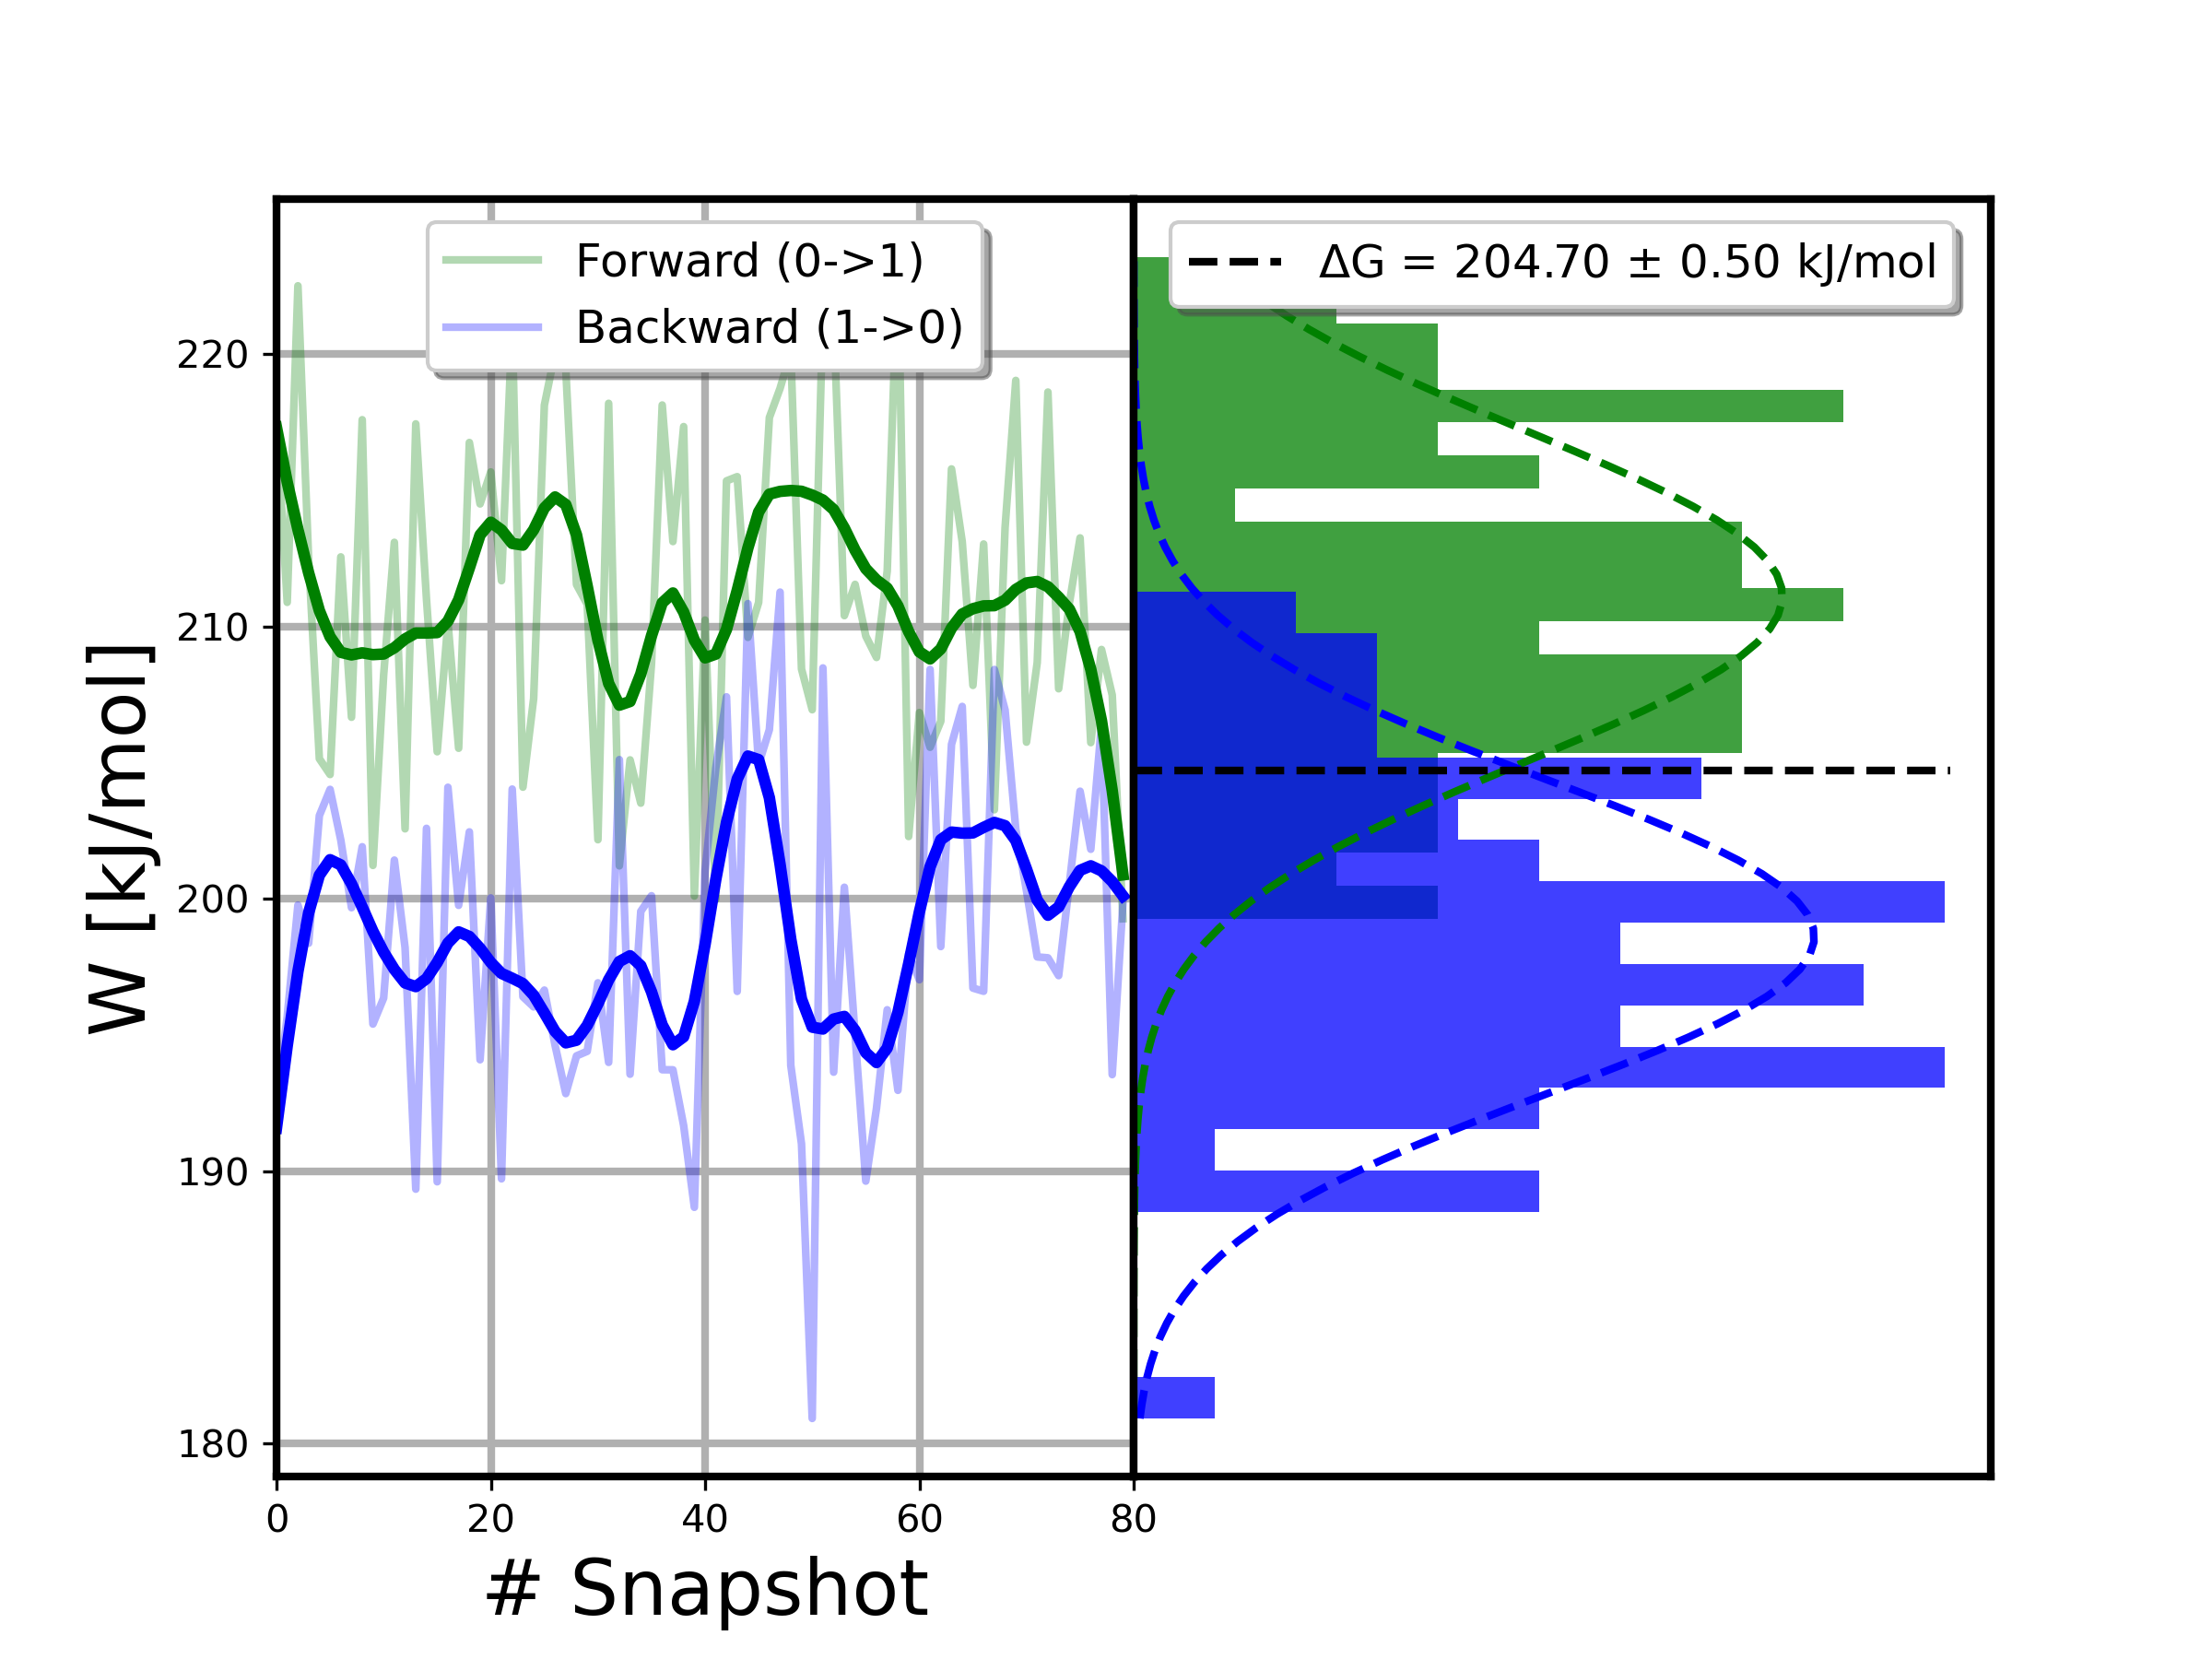 Forward (0->1)
Backward (1->0)
ΔG = 204.70 ± 0.50 kJ/mol
220
210
200
190
180
W [kJ/mol]
0 20 40 60 80
# Snapshot